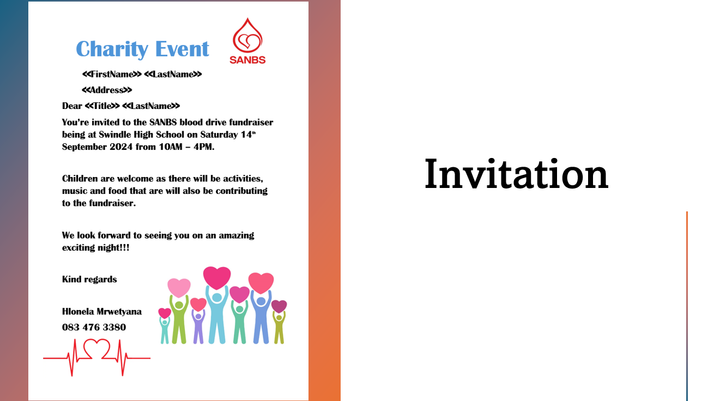 Charity Event
SANBS
<<FirstName>> <<LastName>>
<<Address>>
Dear <<Title>> <<LastName>>
You're invited to the SANBS blood drive fundraiser
being at Swindle High School on Saturday 14th
September 2024 from 10AM – 4PM.
Children are welcome as there will be activities,
music and food that are will also be contributing
to the fundraiser.
We look forward to seeing you on an amazing
exciting night!!!
Kind regards
Hlonela Mrwetyana
083 476 3380
Invitation